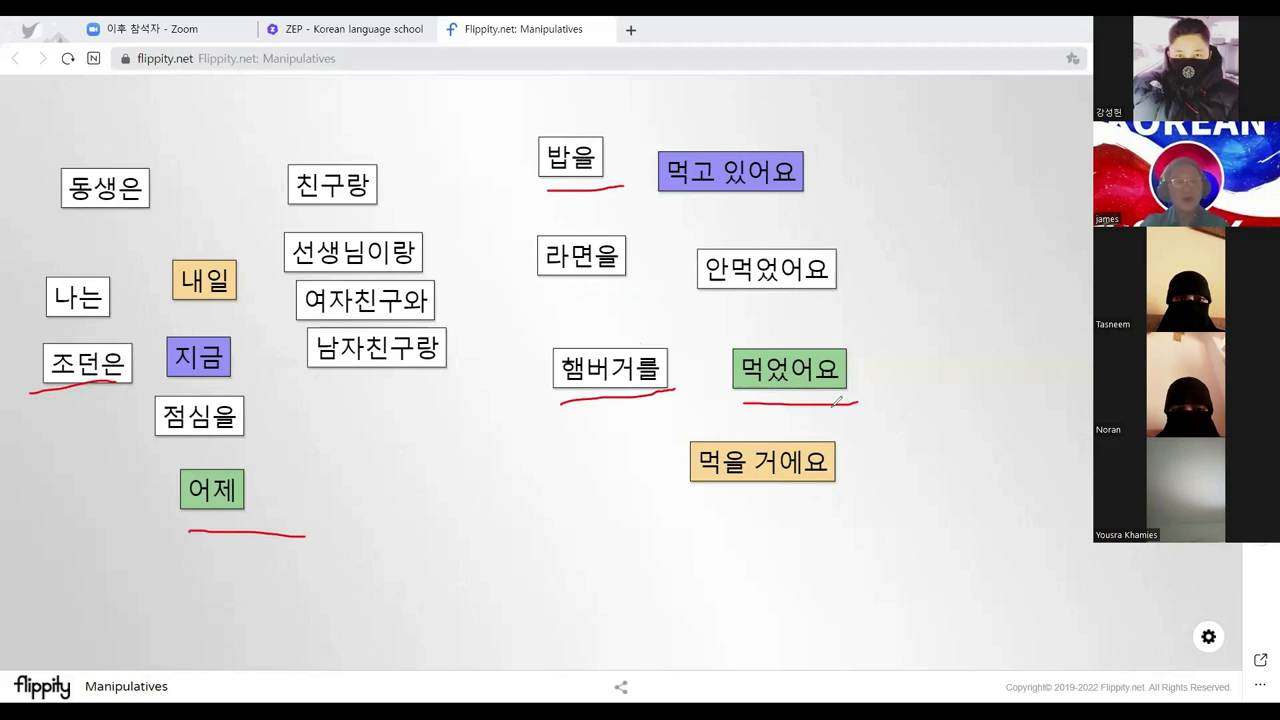 이후 참석자 - Zoom
ZEP - Korean language school
Flippity.net: Manipulatives
flippity.net Flippity.net: Manipulatives
동생은
친구랑
밥을
먹고 있어요
내일
선생님이랑
라면을
안먹었어요
나는
여자친구와
조던은
지금
남자친구랑
햄버거를
먹었어요
점심을
먹을 거에요
어제
강성헌
KOREAN
james
Tasneem
Noran
Yousra Khamies
flippity Manipulatives
Copyright© 2019-2022 Flippity.net. All Rights Reserved.